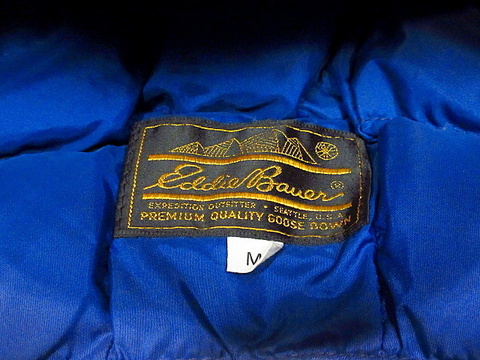 Eddie Bauer®
EXPEDITION OUTFITTER • SEATTLE, U.S.A.
PREMIUM QUALITY GOOSE DOWN
M